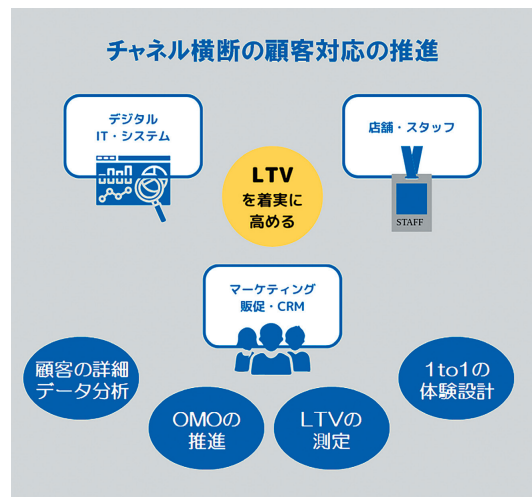 チャネル横断の顧客対応の推進
デジタル
IT・システム
店舗・スタッフ
LTV
を着実に
高める
STAFF
マーケティング
販促・CRM
顧客の詳細
データ分析
1to1の
体験設計
OMOの
推進
LTVの
測定